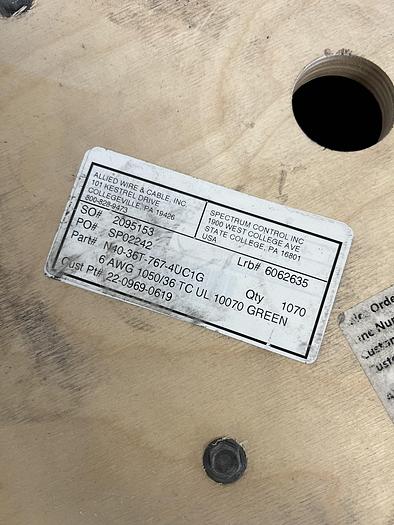 ALLIED WIRE & CABLE, INC.
101 KESTREL DRIVE
COLLEGEVILLE, PA 19426
800-828-9473
SPECTRUM CONTROL INC
1900 WEST COLLEGE AVE
STATE COLLEGE, PA 16801
USA
SO# 2095153
Lrb# 6062635
PO# SP02242
Part# N40-36T-767-4UC1G
Qty 1070
6 AWG 1050/36 TC UL 10070 GREEN
Cust Pt# 22-0969-0619
Orde